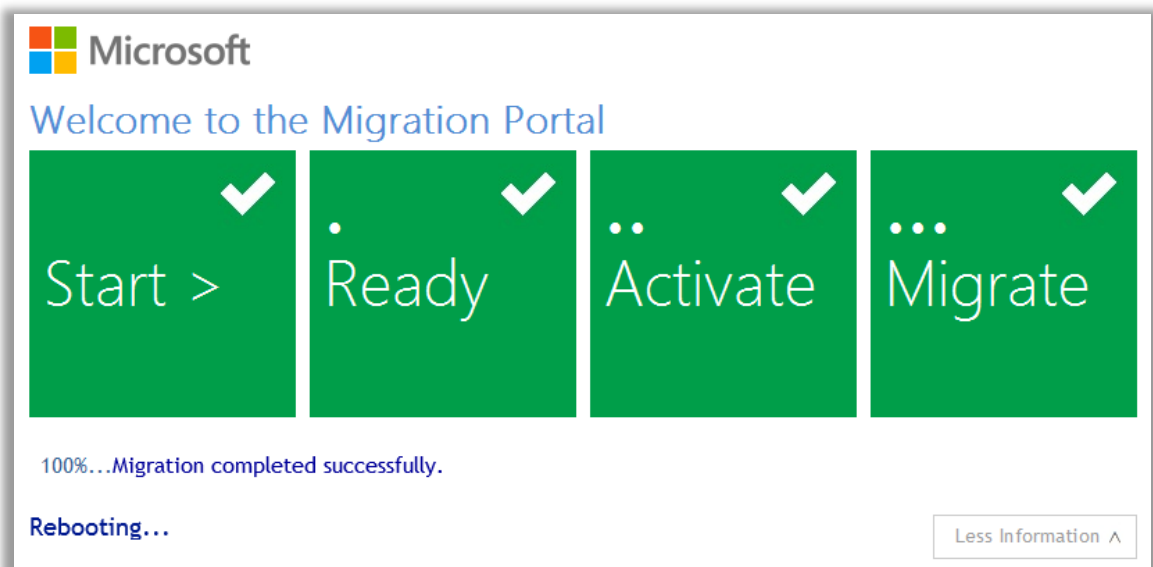 Microsoft
Welcome to the Migration Portal
Start >
Ready
Activate
Migrate
100%...Migration completed successfully.
Rebooting...
Less Information ∧